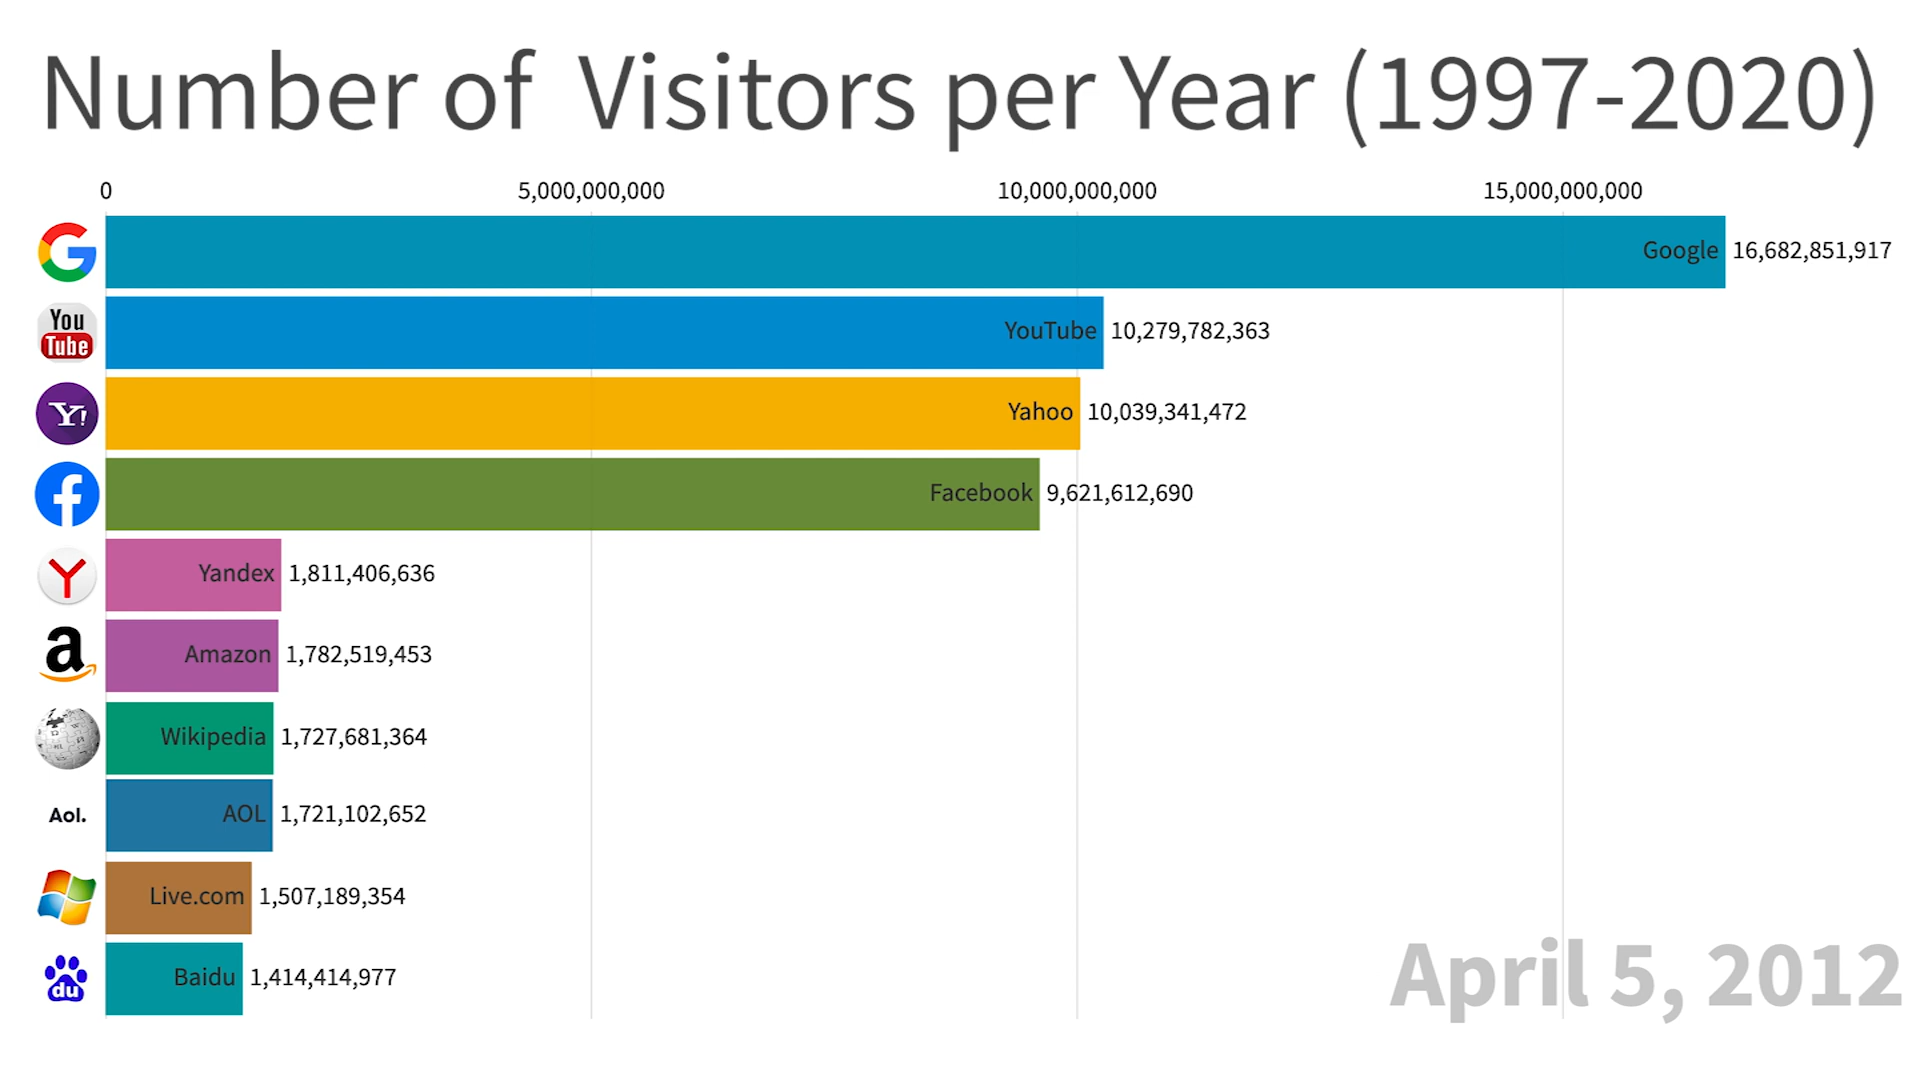 Number of Visitors per Year (1997-2020)
0 5,000,000,000 10,000,000,000 15,000,000,000
Google 16,682,851,917
You
Tube
YouTube 10,279,782,363
Y!
Yahoo 10,039,341,472
Facebook 9,621,612,690
Yandex 1,811,406,636
a
Amazon 1,782,519,453
Wikipedia 1,727,681,364
Aol. AOL 1,721,102,652
Live.com 1,507,189,354
du
Baidu 1,414,414,977
April 5, 2012